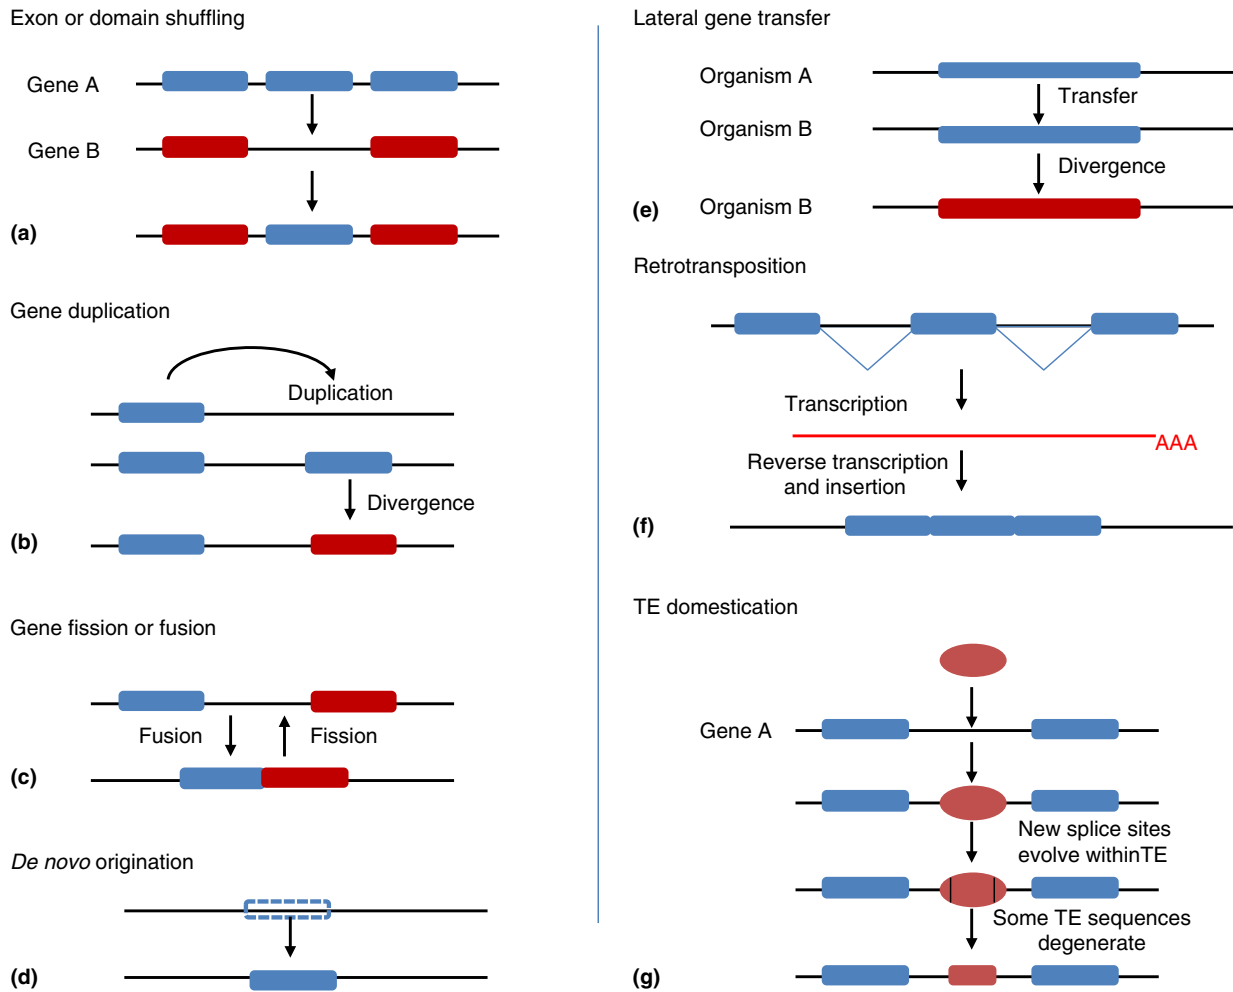 Exon or domain shuffling
Gene A
Gene B
(a)
Gene duplication
Duplication
Divergence
(b)
Gene fission or fusion
Fusion
Fission
(c)
De novo origination
(d)
Lateral gene transfer
Organism A
Transfer
Organism B
Divergence
Organism B
(e)
Retrotransposition
Transcription
AAA
Reverse transcription
and insertion
(f)
TE domestication
Gene A
New splice sites
evolve withinTE
Some TE sequences
degenerate
(g)